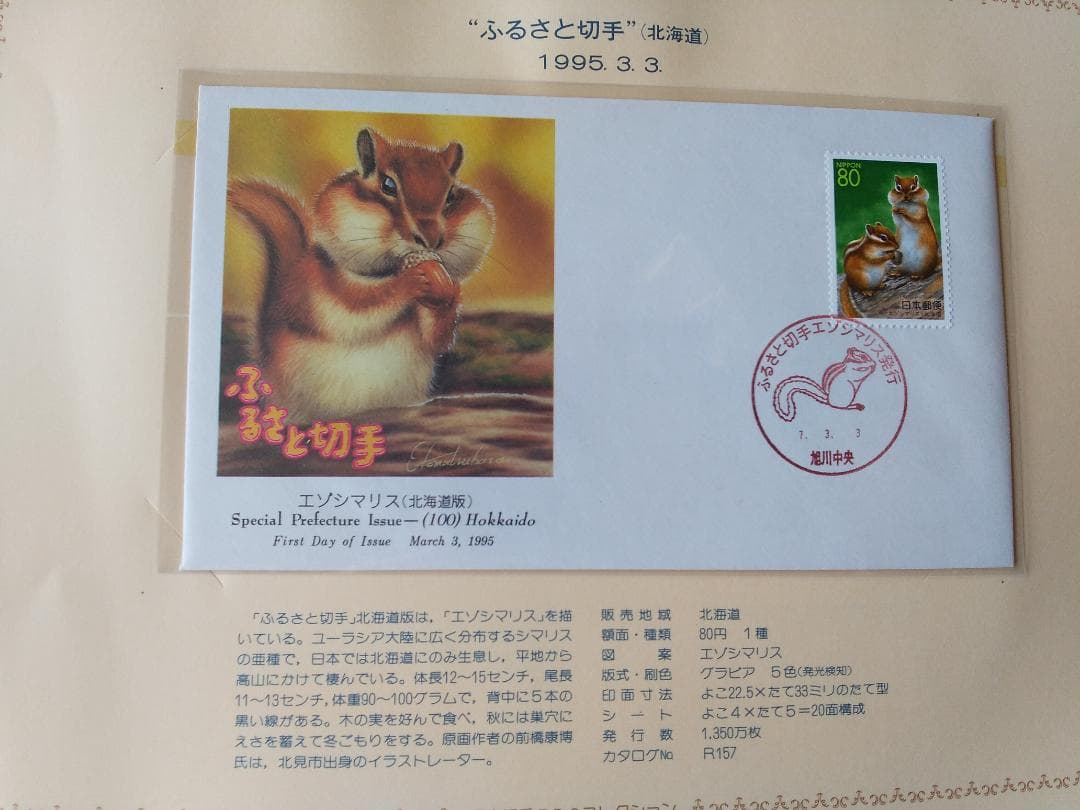 “ふるさと切手”（北海道）
1995. 3. 3.
NIPPON
80
日本郵便
ふるさと切手エゾシマリス発行
7. 3. 3
旭川中央
ふるさと切手
エゾシマリス（北海道版）
Special Prefecture Issue—(100) Hokkaido
First Day of Issue March 3, 1995
「ふるさと切手」北海道版は，「エゾシマリス」を描
いている。ユーラシア大陸に広く分布するシマリス
の亜種で，日本では北海道にのみ生息し，平地から
高山にかけて棲んでいる。体長12～15センチ，尾長
11～13センチ，体重90～100グラムで，背中に5本の
黒い線がある。木の実を好んで食べ，秋には巣穴に
えさを蓄えて冬ごもりをする。原画作者の前橋康博
氏は，北見市出身のイラストレーター。
販売地域 北海道
額面・種類 80円 1種
図案 エゾシマリス
版式・刷色 グラビア 5色(発光検知)
印面寸法 よこ22.5×たて33ミリのたて型
シート よこ4×たて5＝20面構成
発行数 1,350万枚
カタログNo R157